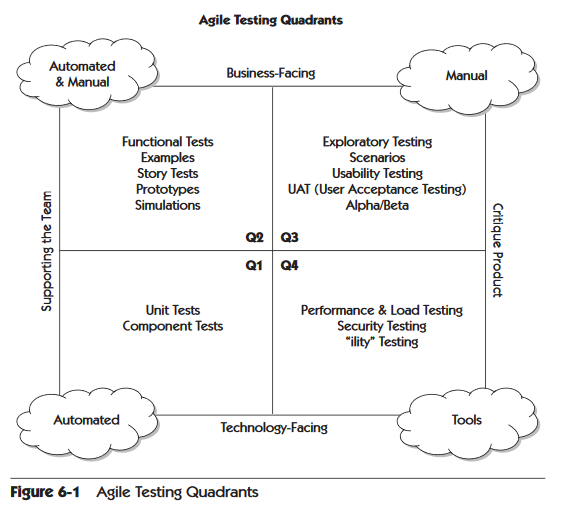 Agile Testing Quadrants
Automated
& Manual
Business-Facing
Manual
Functional Tests
Examples
Story Tests
Prototypes
Simulations
Exploratory Testing
Scenarios
Usability Testing
UAT (User Acceptance Testing)
Alpha/Beta
Supporting the Team
Critique Product
Q2 Q3
Q1 Q4
Unit Tests
Component Tests
Performance & Load Testing
Security Testing
"ility" Testing
Automated
Technology-Facing
Tools
Figure 6-1 Agile Testing Quadrants